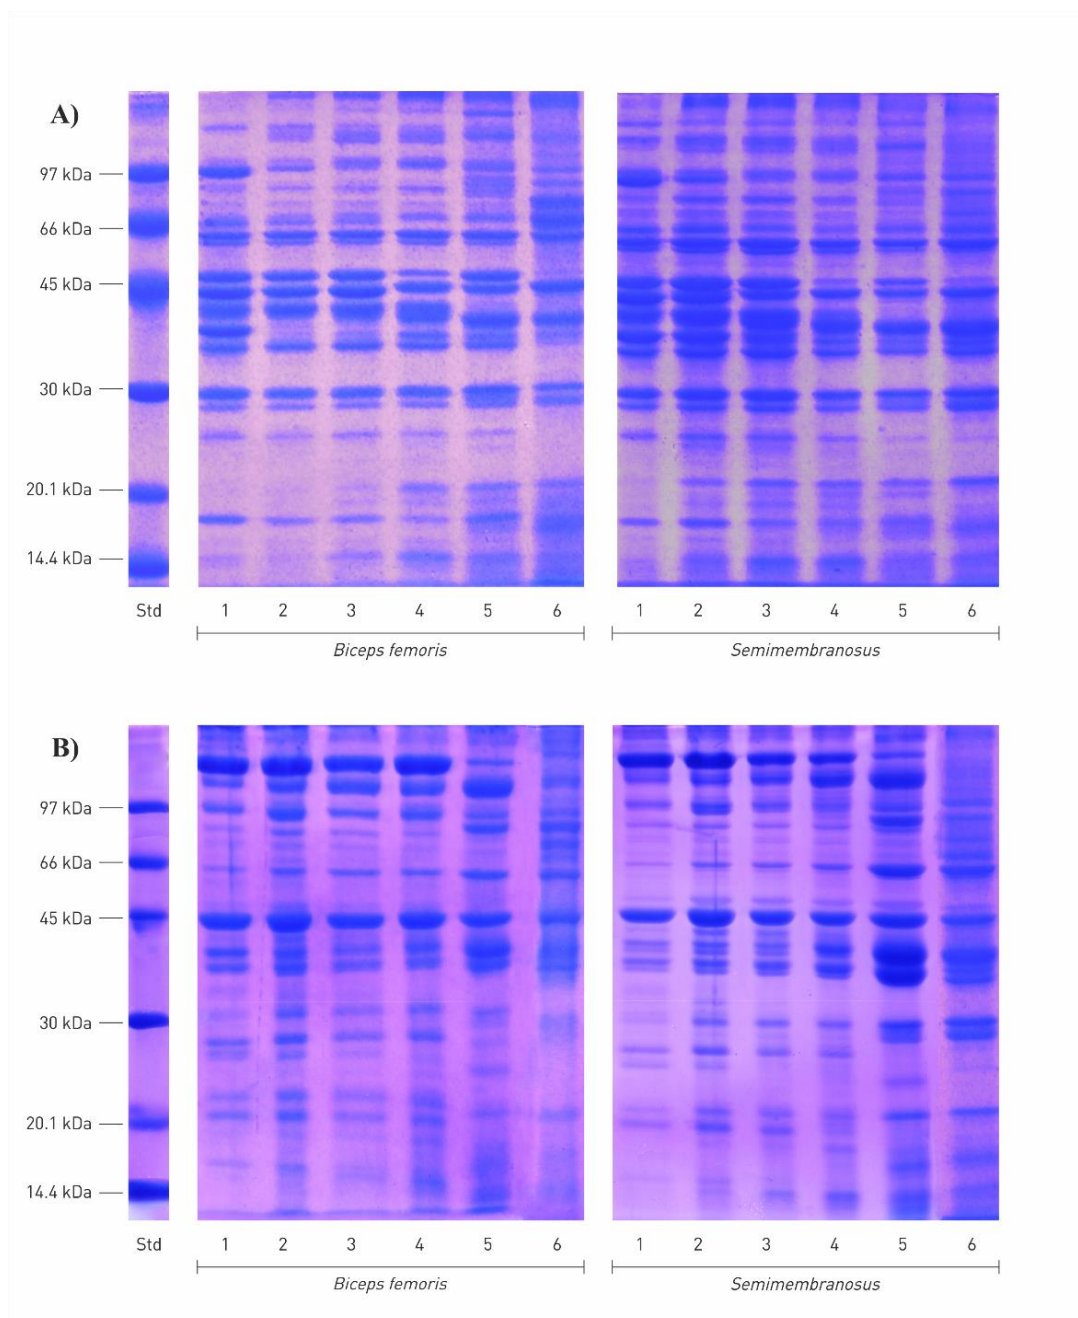 A)
97 kDa
66 kDa
45 kDa
30 kDa
20.1 kDa
14.4 kDa
Std 1 2 3 4 5 6 1 2 3 4 5 6
Biceps femoris Semimembranosus
B)
97 kDa
66 kDa
45 kDa
30 kDa
20.1 kDa
14.4 kDa
Std 1 2 3 4 5 6 1 2 3 4 5 6
Biceps femoris Semimembranosus